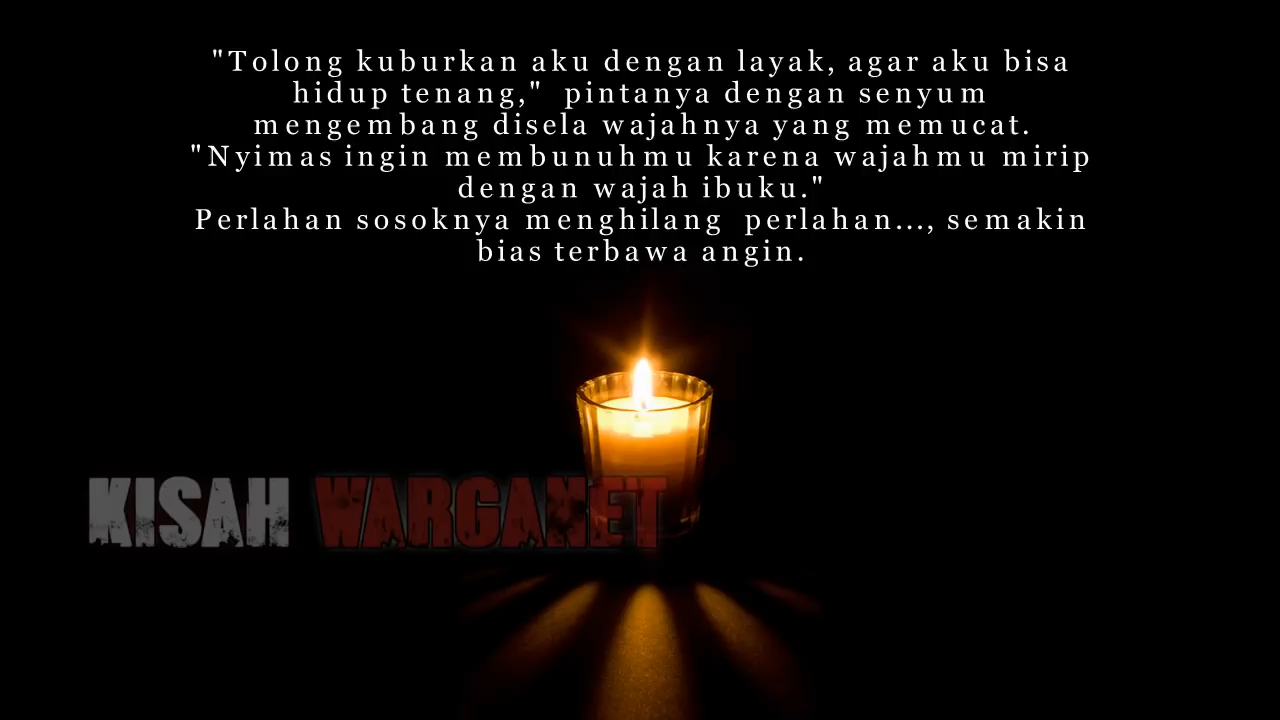 "Tolong kuburkan aku dengan layak, agar aku bisa
hidup tenang," pintanya dengan senyum
mengembang disela wajahnya yang memucat.
"Nyimas ingin membunuhmu karena wajahmu mirip
dengan wajah ibuku."
Perlahan sosoknya menghilang perlahan..., semakin
bias terbawa angin.
KISAH WARGANET